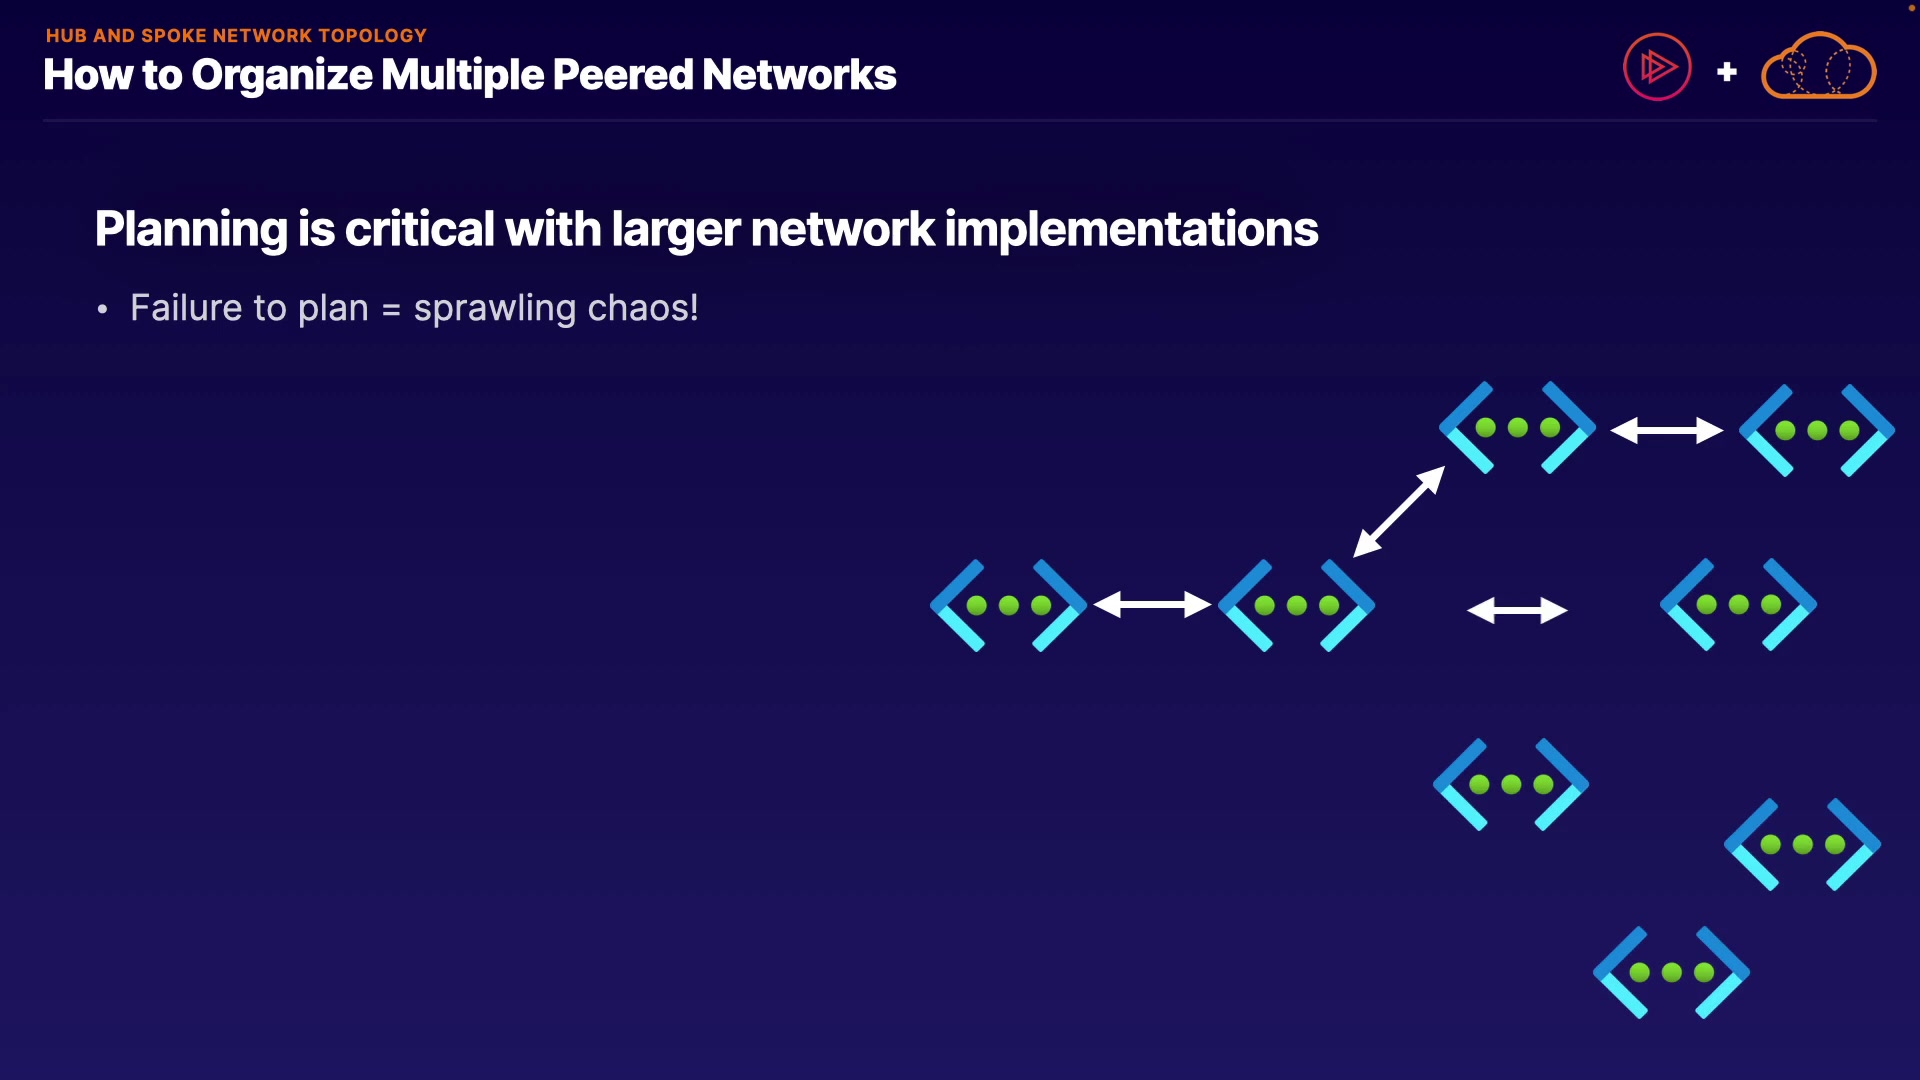 HUB AND SPOKE NETWORK TOPOLOGY
How to Organize Multiple Peered Networks
Planning is critical with larger network implementations
• Failure to plan = sprawling chaos!